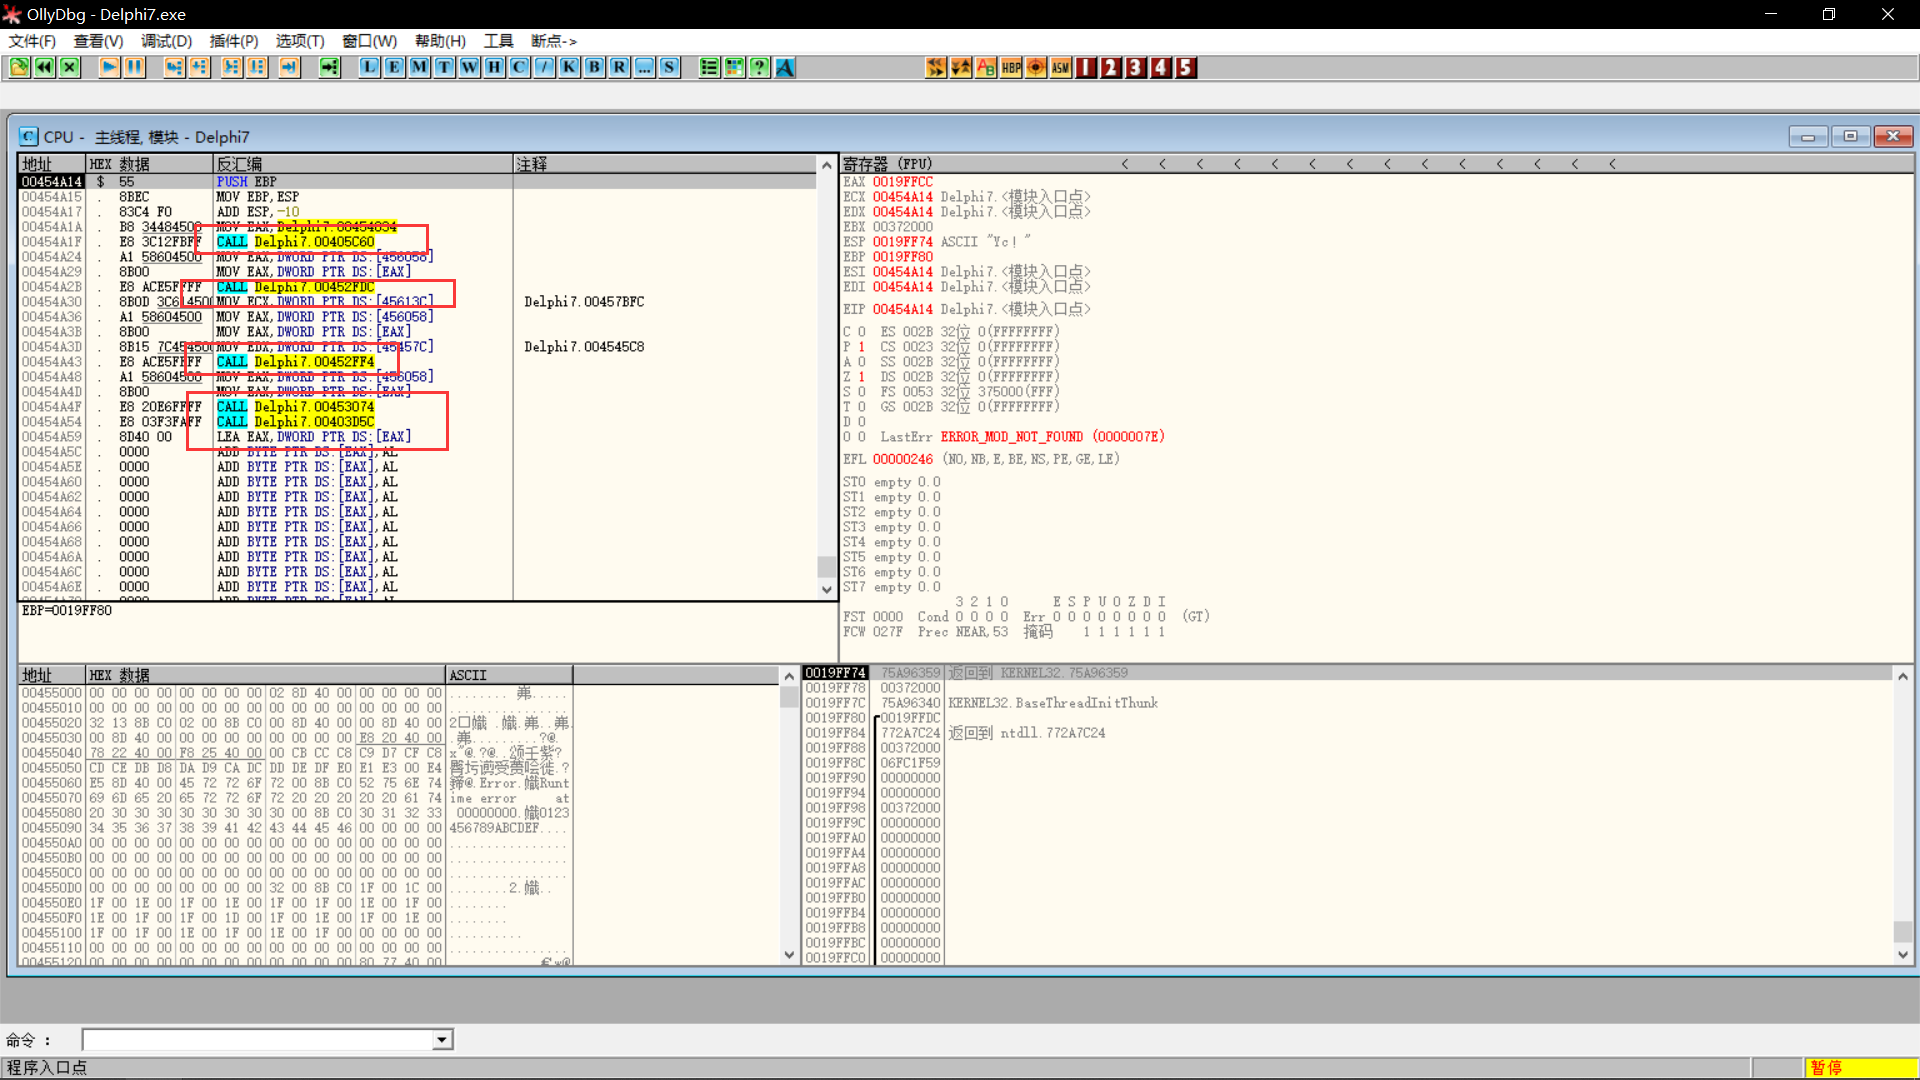 OllyDbg - Delphi7.exe
文件(F) 查看(V) 调试(D) 插件(P) 选项(T) 窗口(W) 帮助(H) 工具 断点->
L E M T W H C / K B R ... S ? HBP ASM 1 2 3 4 5
CPU - 主线程, 模块 - Delphi7
地址 HEX 数据 反汇编 注释
00454A14 $ 55 PUSH EBP
00454A15 . 8BEC MOV EBP,ESP
00454A17 . 83C4 F0 ADD ESP,-10
00454A1A . B8 34484500 MOV EAX,Delphi7.00454834
00454A1F . E8 3C12FBFF CALL Delphi7.00405C60
00454A24 . A1 58604500 MOV EAX,DWORD PTR DS:[456058]
00454A29 . 8B00 MOV EAX,DWORD PTR DS:[EAX]
00454A2B . E8 ACE5FFFF CALL Delphi7.00452FDC
00454A30 . 8B0D 3C614500 MOV ECX,DWORD PTR DS:[45613C] Delphi7.00457BFC
00454A36 . A1 58604500 MOV EAX,DWORD PTR DS:[456058]
00454A3B . 8B00 MOV EAX,DWORD PTR DS:[EAX]
00454A3D . 8B15 7C454500 MOV EDX,DWORD PTR DS:[45457C] Delphi7.004545C8
00454A43 . E8 ACE5FFFF CALL Delphi7.00452FF4
00454A48 . A1 58604500 MOV EAX,DWORD PTR DS:[456058]
00454A4D . 8B00 MOV EAX,DWORD PTR DS:[EAX]
00454A4F . E8 20E6FFFF CALL Delphi7.00453074
00454A54 . E8 03F3FAFF CALL Delphi7.00403D5C
00454A59 . 8D40 00 LEA EAX,DWORD PTR DS:[EAX]
00454A5C . 0000 ADD BYTE PTR DS:[EAX],AL
00454A5E . 0000 ADD BYTE PTR DS:[EAX],AL
00454A60 . 0000 ADD BYTE PTR DS:[EAX],AL
00454A62 . 0000 ADD BYTE PTR DS:[EAX],AL
00454A64 . 0000 ADD BYTE PTR DS:[EAX],AL
00454A66 . 0000 ADD BYTE PTR DS:[EAX],AL
00454A68 . 0000 ADD BYTE PTR DS:[EAX],AL
00454A6A . 0000 ADD BYTE PTR DS:[EAX],AL
00454A6C . 0000 ADD BYTE PTR DS:[EAX],AL
00454A6E . 0000 ADD BYTE PTR DS:[EAX],AL
EBP=0019FF80
寄存器 (FPU) < < < < < < < < < < < < < <
EAX 0019FFCC
ECX 00454A14 Delphi7.<模块入口点>
EDX 00454A14 Delphi7.<模块入口点>
EBX 00372000
ESP 0019FF74 ASCII "Yc!"
EBP 0019FF80
ESI 00454A14 Delphi7.<模块入口点>
EDI 00454A14 Delphi7.<模块入口点>
EIP 00454A14 Delphi7.<模块入口点>
C 0 ES 002B 32位 0(FFFFFFFF)
P 1 CS 0023 32位 0(FFFFFFFF)
A 0 SS 002B 32位 0(FFFFFFFF)
Z 1 DS 002B 32位 0(FFFFFFFF)
S 0 FS 0053 32位 375000(FFF)
T 0 GS 002B 32位 0(FFFFFFFF)
D 0
O 0 LastErr ERROR_MOD_NOT_FOUND (0000007E)
EFL 00000246 (NO,NB,E,BE,NS,PE,GE,LE)
ST0 empty 0.0
ST1 empty 0.0
ST2 empty 0.0
ST3 empty 0.0
ST4 empty 0.0
ST5 empty 0.0
ST6 empty 0.0
ST7 empty 0.0
3 2 1 0 E S P U O Z D I
FST 0000 Cond 0 0 0 0 Err 0 0 0 0 0 0 0 0 (GT)
FCW 027F Prec NEAR,53 掩码 1 1 1 1 1 1
地址 HEX 数据 ASCII
00455000 00 00 00 00 00 00 00 00 02 8D 40 00 00 00 00 00
00455010 00 00 00 00 00 00 00 00 00 00 00 00 00 00 00 00
00455020 32 13 8B C0 02 00 8B C0 00 8D 40 00 00 8D 40 00
00455030 00 8D 40 00 00 00 00 00 00 00 00 00 E8 20 40 00
00455040 78 22 40 00 F8 25 40 00 00 CB CC C8 C9 D7 CF C8
00455050 CD CE DB D8 DA D9 CA DC DD DE DF E0 E1 E3 00 E4
00455060 E5 8D 40 00 45 72 72 6F 72 00 8B C0 52 75 6E 74 @.Error. Runt
00455070 69 6D 65 20 65 72 72 6F 72 20 20 20 20 20 61 74 ime error at
00455080 20 30 30 30 30 30 30 30 30 00 8B C0 30 31 32 33 00000000. 0123
00455090 34 35 36 37 38 39 41 42 43 44 45 46 00 00 00 00 456789ABCDEF....
004550A0 00 00 00 00 00 00 00 00 00 00 00 00 00 00 00 00 ................
004550B0 00 00 00 00 00 00 00 00 00 00 00 00 00 00 00 00 ................
004550C0 00 00 00 00 00 00 00 00 00 00 00 00 00 00 00 00 ................
004550D0 00 00 00 00 00 00 00 00 32 00 8B C0 1F 00 1C 00
004550E0 1F 00 1E 00 1F 00 1E 00 1F 00 1F 00 1E 00 1F 00
004550F0 1E 00 1F 00 1F 00 1D 00 1F 00 1E 00 1F 00 1E 00
00455100 1F 00 1F 00 1E 00 1F 00 1E 00 1F 00 00 00 00 00
00455110 00 00 00 00 00 00 00 00 00 00 00 00 00 00 00 00 ................
00455120 00 00 00 00 00 00 00 00 00 00 00 00 80 77 40 00
0019FF74 75A96359 返回到 KERNEL32.75A96359
0019FF78 00372000
0019FF7C 75A96340 KERNEL32.BaseThreadInitThunk
0019FF80 0019FFDC
0019FF84 772A7C24 返回到 ntdll.772A7C24
0019FF88 00372000
0019FF8C 06FC1F59
0019FF90 00000000
0019FF94 00000000
0019FF98 00372000
0019FF9C 00000000
0019FFA0 00000000
0019FFA4 00000000
0019FFA8 00000000
0019FFAC 00000000
0019FFB0 00000000
0019FFB4 00000000
0019FFB8 00000000
0019FFBC 00000000
0019FFC0 00000000
命令 :
程序入口点
暂停